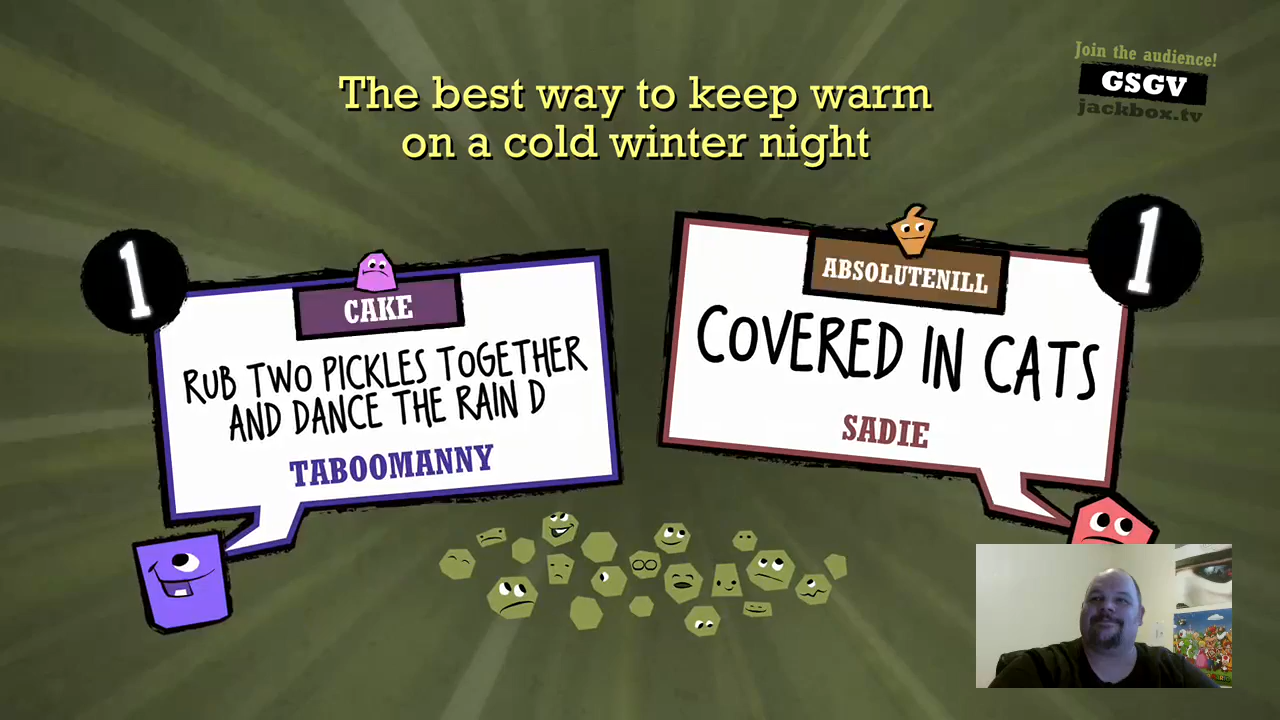 Join the audience!
GSGV
jackbox.tv
The best way to keep warm
on a cold winter night
1
CAKE
RUB TWO PICKLES TOGETHER
AND DANCE THE RAIN D
TABOOMANNY
1
ABSOLUTENILL
COVERED IN CATS
SADIE